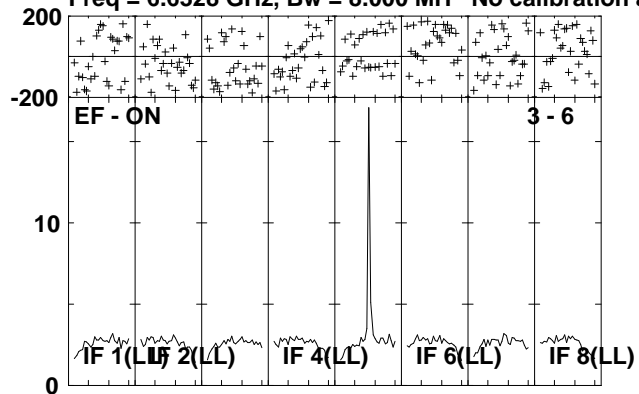 Freq = 6.6528 GHz, Bw = 8.000 MH No calibration a
200
-200
EF - ON 3 - 6
10
IF 1(LL) IF 2(LL) IF 4(LL) IF 6(LL) IF 8(LL)
0